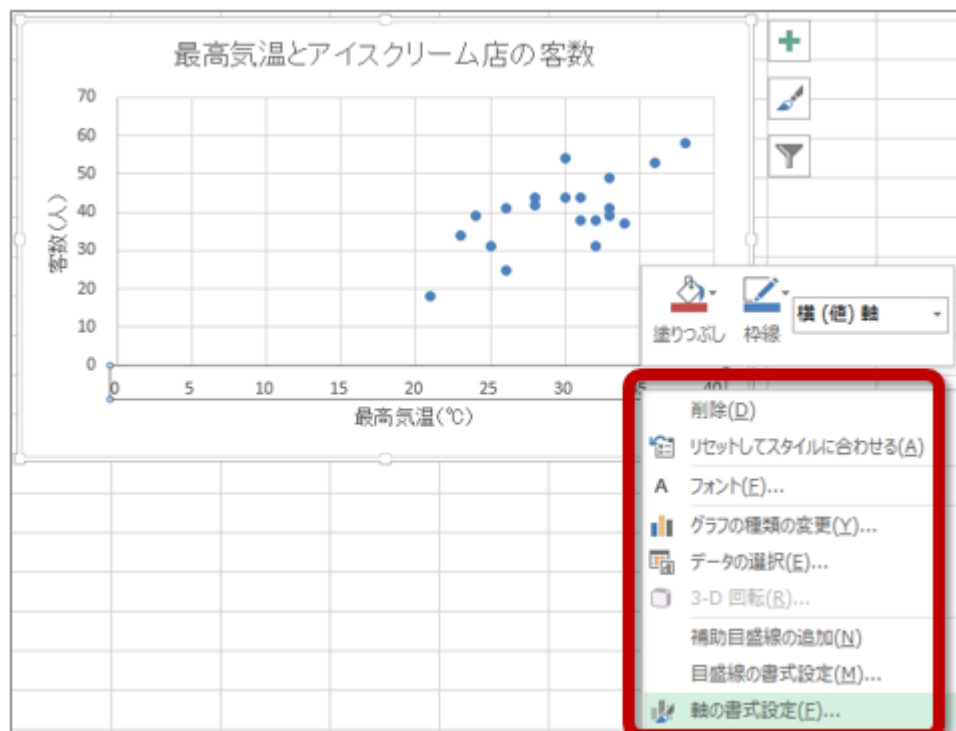 最高気温とアイスクリーム店の客数
70
60
50
40
30
20
10
0
客数(人)
0 5 10 15 20 25 30 35 40
最高気温(℃)
塗りつぶし 枠線 横 (値) 軸
削除(D)
リセットしてスタイルに合わせる(A)
A フォント(F)...
グラフの種類の変更(Y)...
データの選択(E)...
3-D 回転(R)...
補助目盛線の追加(N)
目盛線の書式設定(M)...
軸の書式設定(F)...